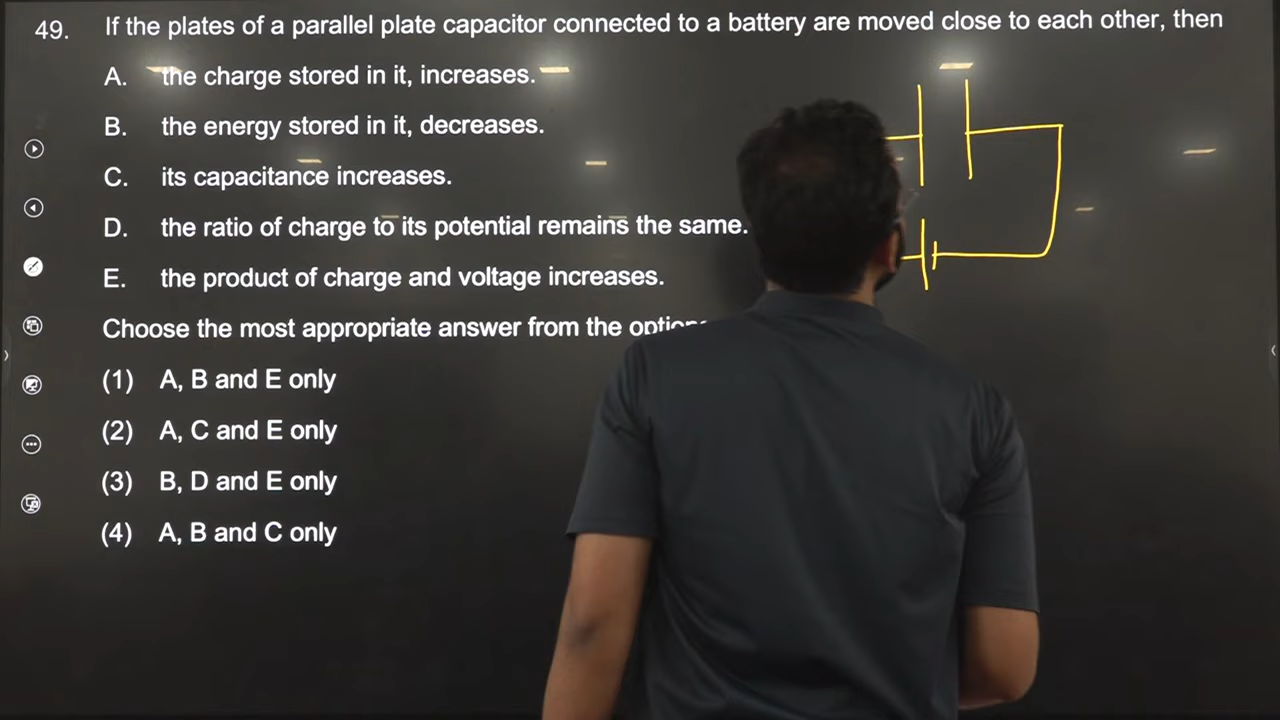 49. If the plates of a parallel plate capacitor connected to a battery are moved close to each other, then
A. the charge stored in it, increases.
B. the energy stored in it, decreases.
C. its capacitance increases.
D. the ratio of charge to its potential remains the same.
E. the product of charge and voltage increases.
Choose the most appropriate answer from the
(1) A, B and E only
(2) A, C and E only
(3) B, D and E only
(4) A, B and C only